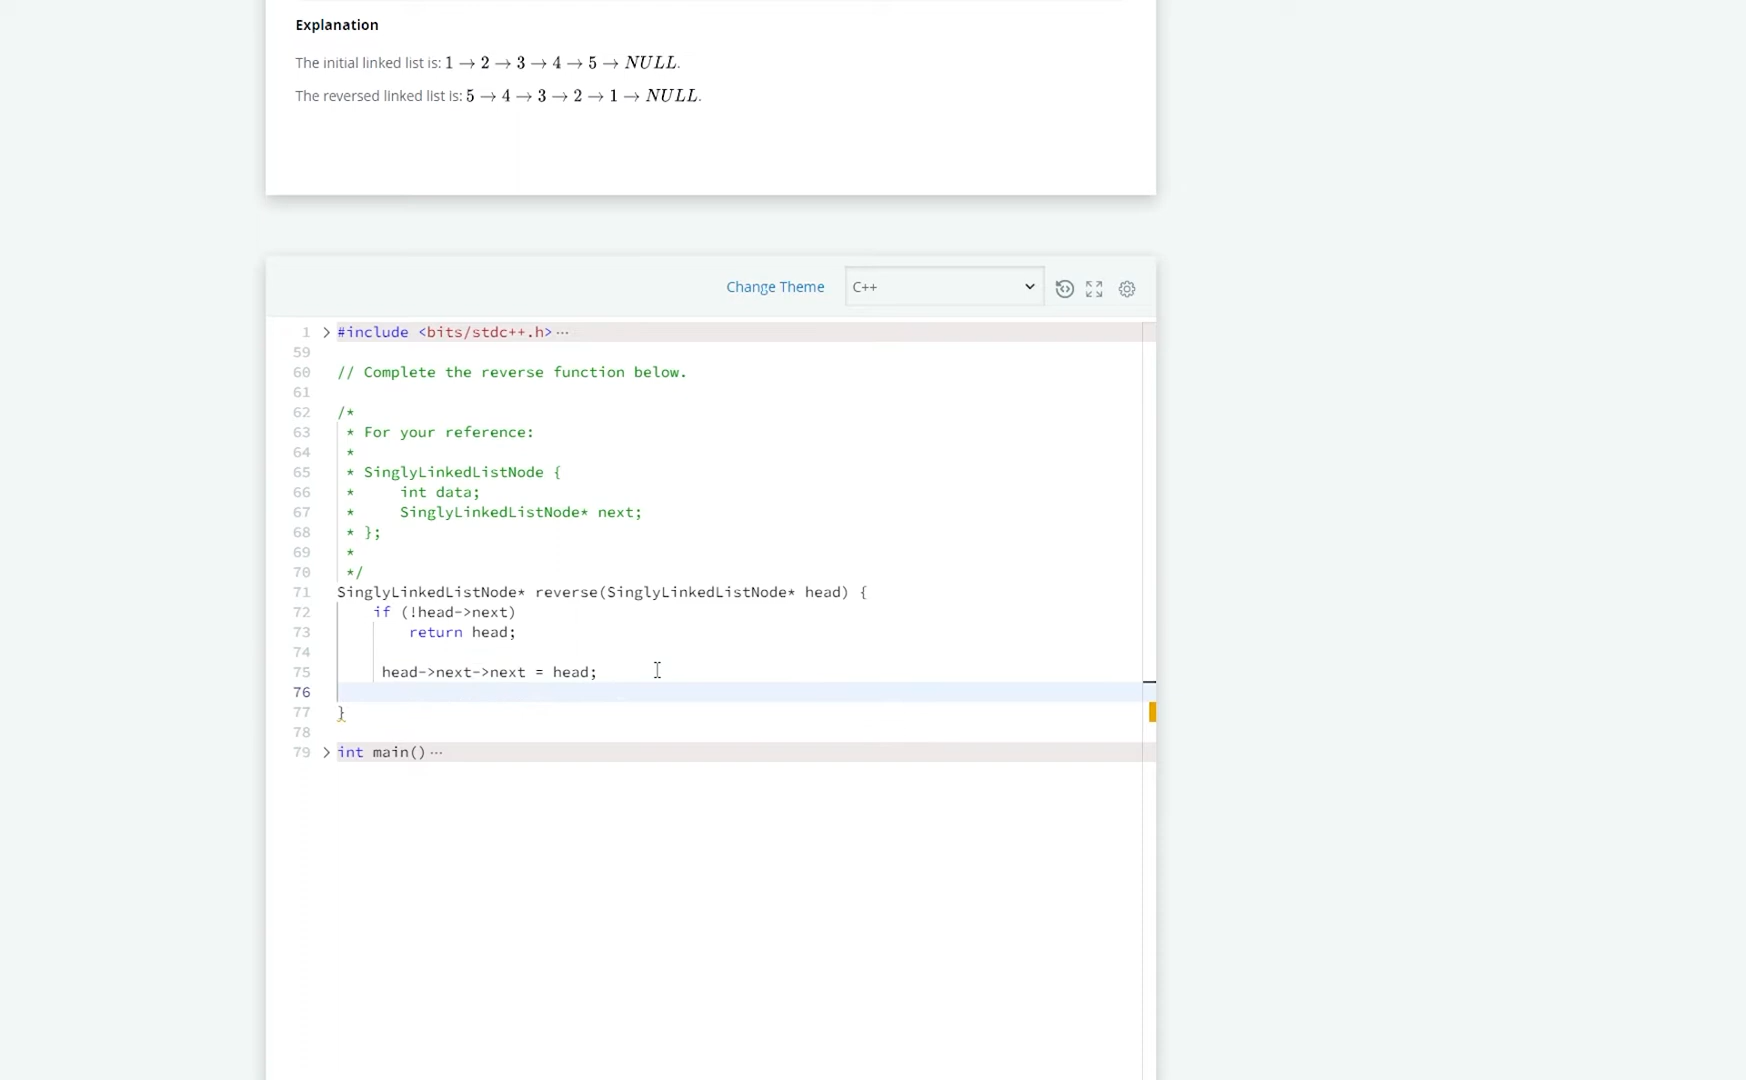 Explanation
The initial linked list is: 1 → 2 → 3 → 4 → 5 → NULL.
The reversed linked list is: 5 → 4 → 3 → 2 → 1 → NULL.
Change Theme C++
1 #include <bits/stdc++.h> ···
59
60 // Complete the reverse function below.
61
62 /*
63 * For your reference:
64 *
65 * SinglyLinkedListNode {
66 *     int data;
67 *     SinglyLinkedListNode* next;
68 * };
69 *
70 */
71 SinglyLinkedListNode* reverse(SinglyLinkedListNode* head) {
72     if (!head->next)
73         return head;
74
75      head->next->next = head;
76
77 }
78
79 int main() ···